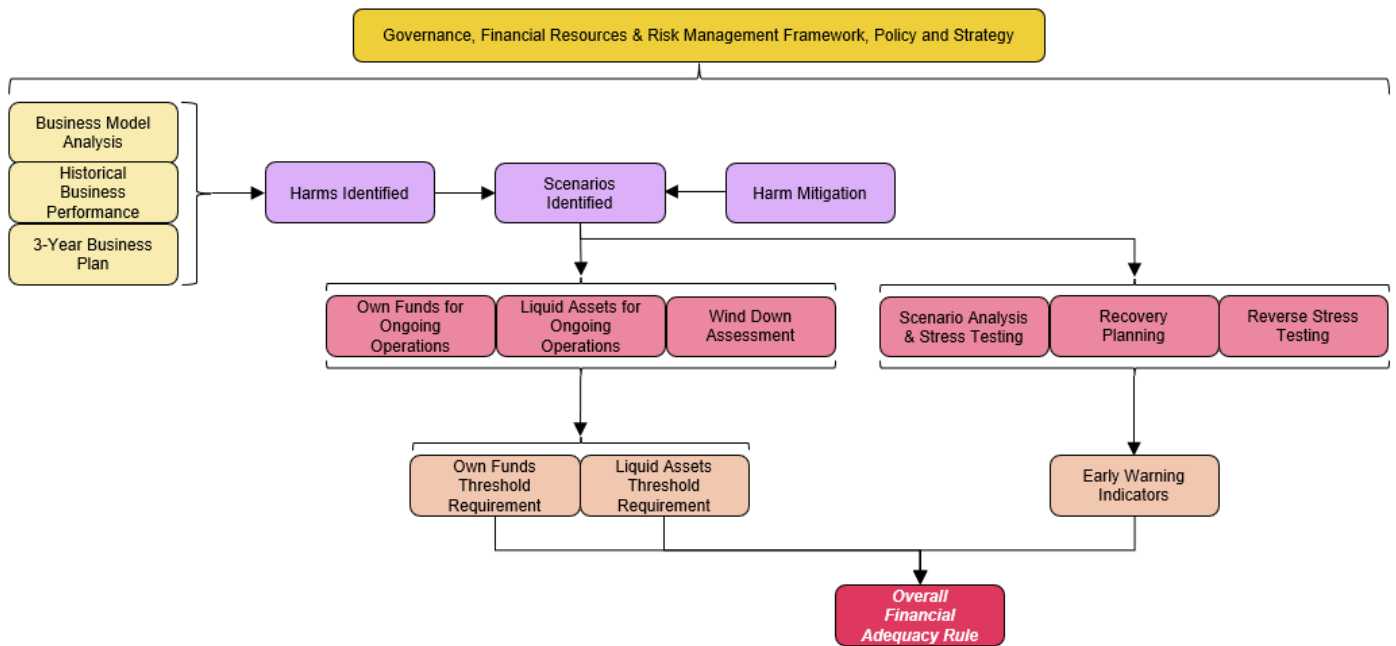 Governance, Financial Resources & Risk Management Framework, Policy and Strategy
Business Model
Analysis
Historical
Business
Performance
3-Year Business
Plan
Harms Identified
Scenarios
Identified
Harm Mitigation
Own Funds for
Ongoing
Operations
Liquid Assets for
Ongoing
Operations
Wind Down
Assessment
Scenario Analysis
& Stress Testing
Recovery
Planning
Reverse Stress
Testing
Own Funds
Threshold
Requirement
Liquid Assets
Threshold
Requirement
Early Warning
Indicators
Overall
Financial
Adequacy Rule